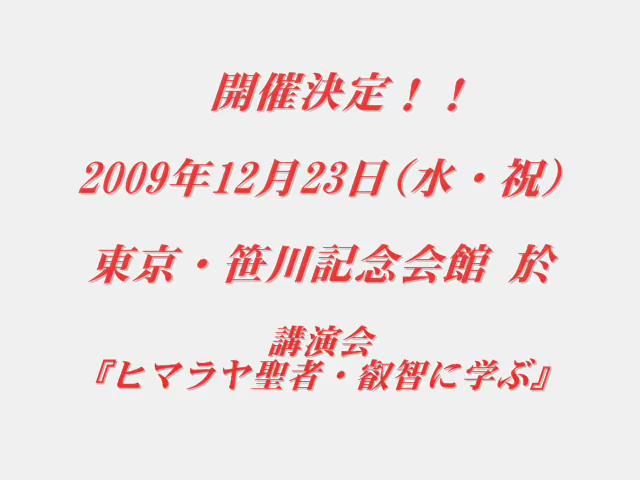 開催決定！！
2009年12月23日(水・祝)
東京・笹川記念会館 於
講演会
『ヒマラヤ聖者・叡智に学ぶ』